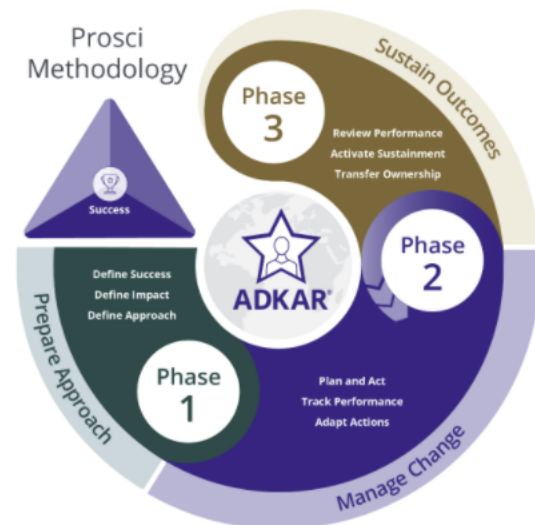 Prosci
Methodology
Success
Phase
3
Sustain Outcomes
Review Performance
Activate Sustainment
Transfer Ownership
Phase
2
ADKAR®
Define Success
Define Impact
Define Approach
Phase
1
Prepare Approach
Plan and Act
Track Performance
Adapt Actions
Manage Change